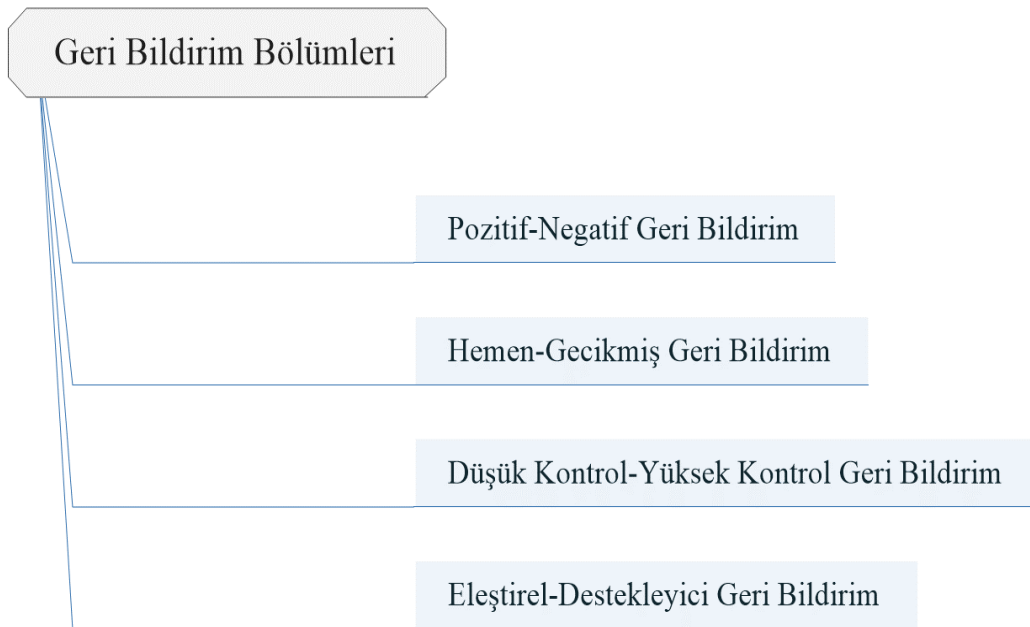 Geri Bildirim Bölümleri
Pozitif-Negatif Geri Bildirim
Hemen-Gecikmiş Geri Bildirim
Düşük Kontrol-Yüksek Kontrol Geri Bildirim
Eleştirel-Destekleyici Geri Bildirim